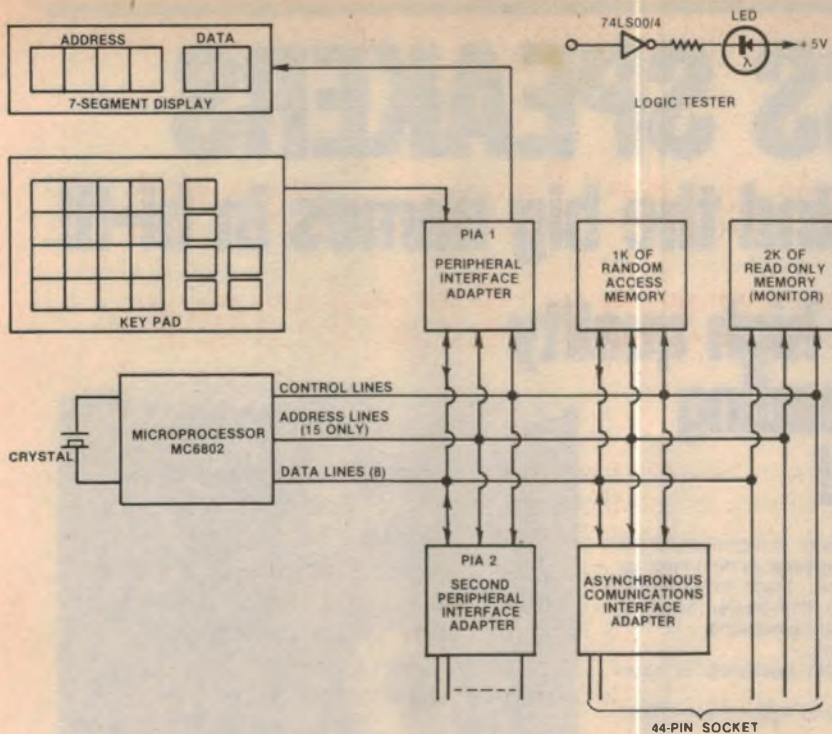 ADDRESS DATA
7-SEGMENT DISPLAY
74LS00/4
LED
λ
+5V
LOGIC TESTER
KEY PAD
PIA 1
PERIPHERAL
INTERFACE
ADAPTER
1K OF
RANDOM
ACCESS
MEMORY
2K OF
READ ONLY
MEMORY
(MONITOR)
CRYSTAL
MICROPROCESSOR
MC6802
CONTROL LINES
ADDRESS LINES
(15 ONLY)
DATA LINES (8)
PIA 2
SECOND
PERIPHERAL
INTERFACE
ADAPTER
ASYNCHRONOUS
COMUNICATIONS
INTERFACE
ADAPTER
44-PIN SOCKET